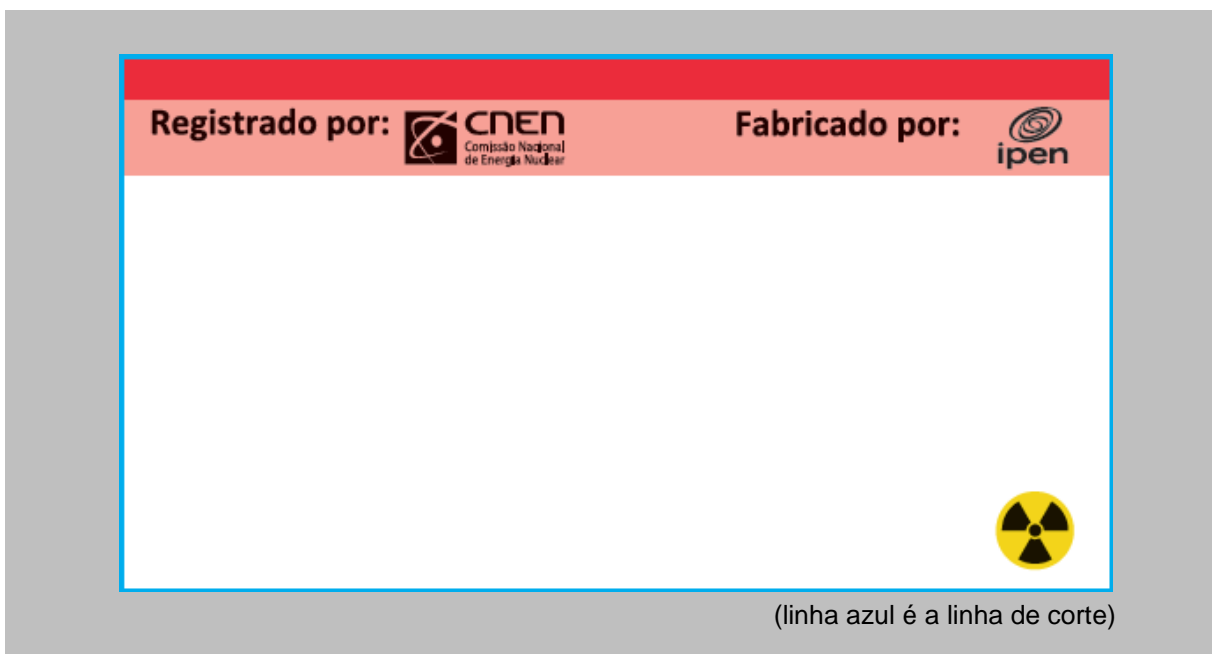 Registrado por: CNEN
Comissão Nacional
de Energia Nuclear
Fabricado por: ipen
(linha azul é a linha de corte)